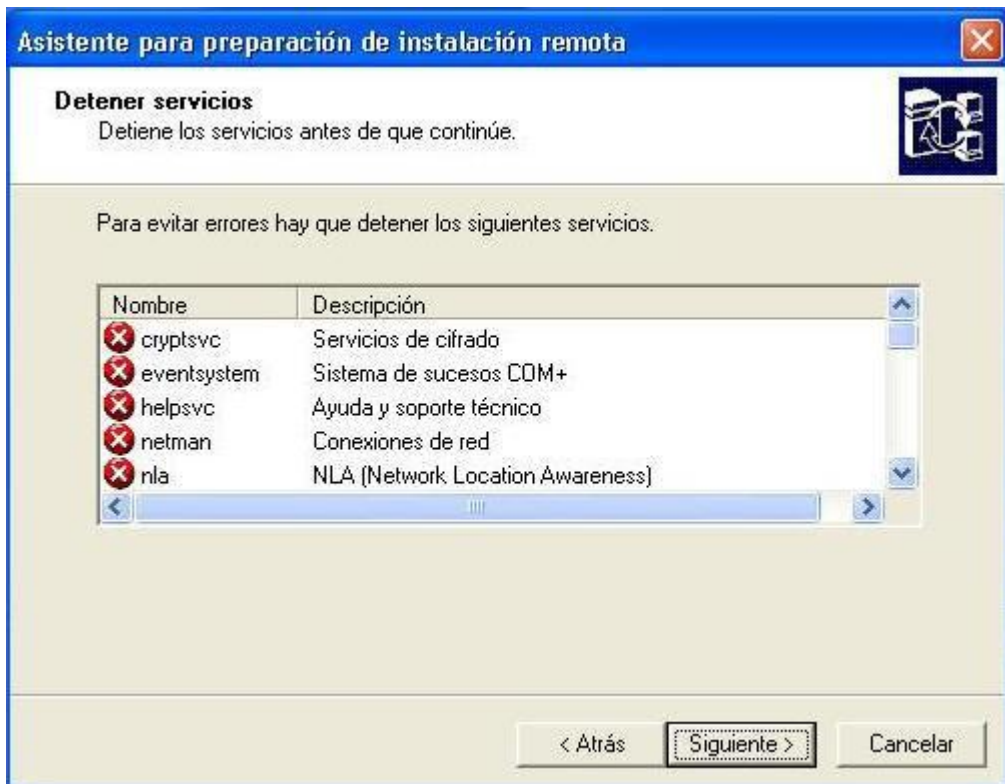 Asistente para preparación de instalación remota
Detener servicios
Detiene los servicios antes de que continúe.
Para evitar errores hay que detener los siguientes servicios.
Nombre Descripción
cryptsvc Servicios de cifrado
eventsystem Sistema de sucesos COM+
helpsvc Ayuda y soporte técnico
netman Conexiones de red
nla NLA (Network Location Awareness)
< Atrás Siguiente > Cancelar